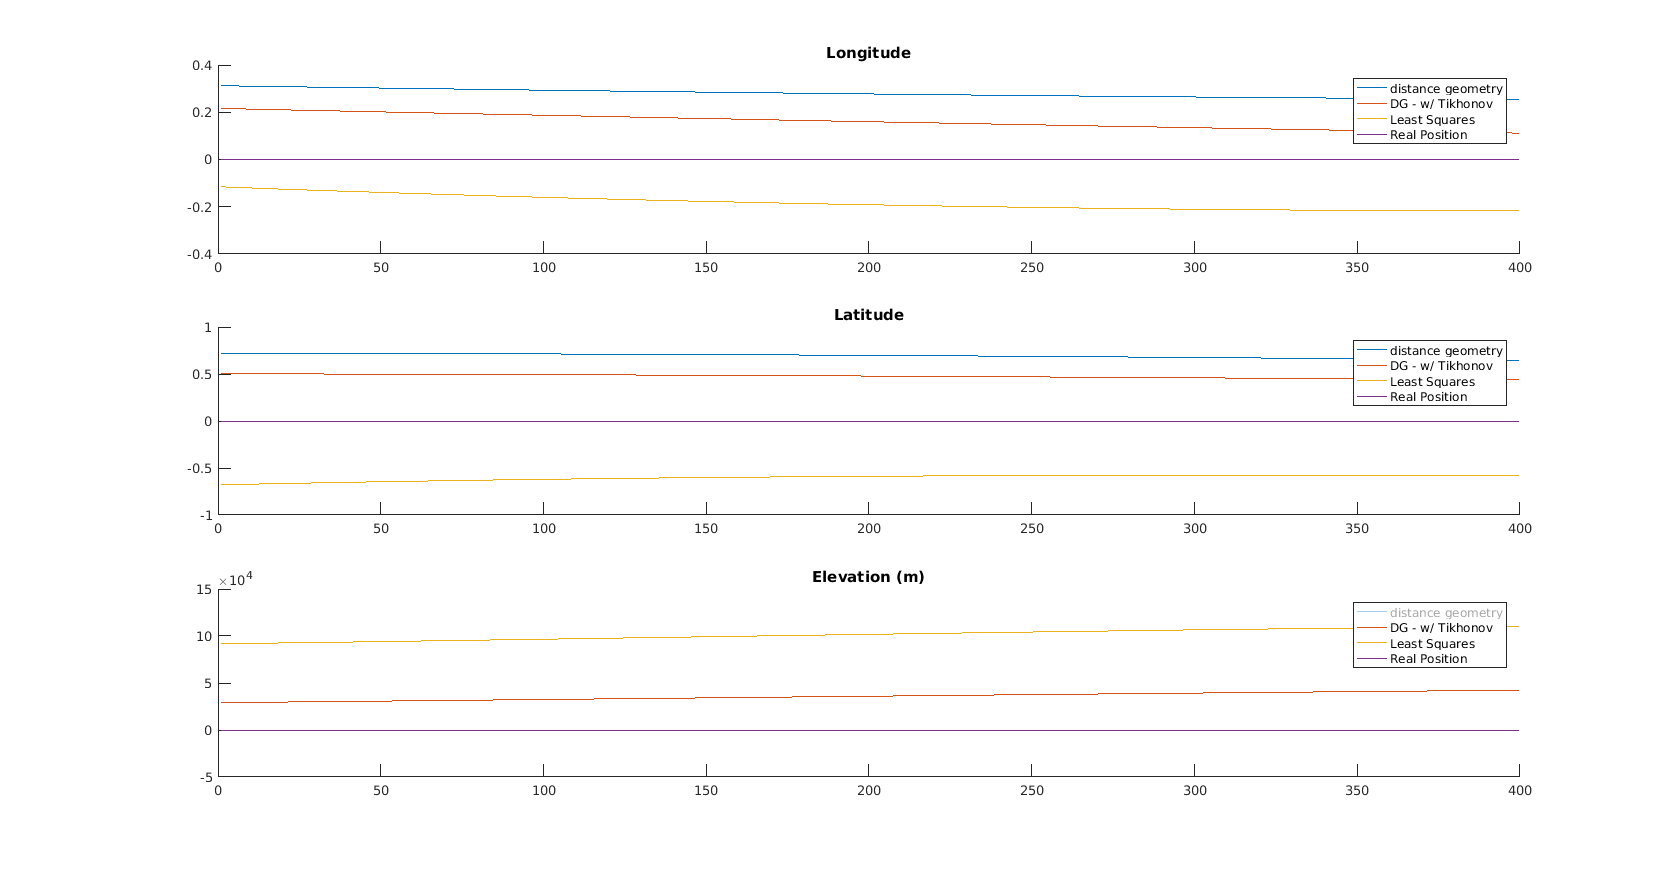 Longitude
0.4
0.2
0
-0.2
-0.4
0 50 100 150 200 250 300 350 400
distance geometry
DG - w/ Tikhonov
Least Squares
Real Position
Latitude
1
0.5
0
-0.5
-1
0 50 100 150 200 250 300 350 400
distance geometry
DG - w/ Tikhonov
Least Squares
Real Position
Elevation (m)
×10⁴
15
10
5
0
-5
0 50 100 150 200 250 300 350 400
distance geometry
DG - w/ Tikhonov
Least Squares
Real Position